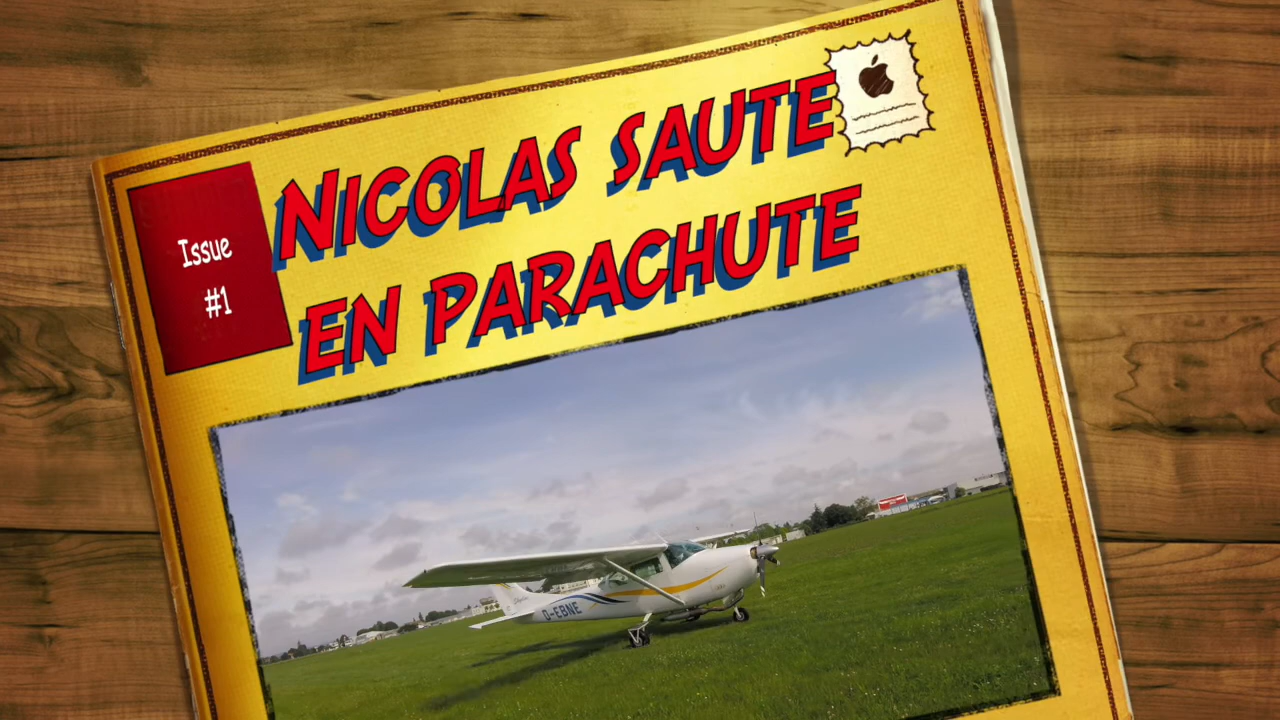 NICOLAS SAUTE
EN PARACHUTE
Issue
#1
D-EBNE